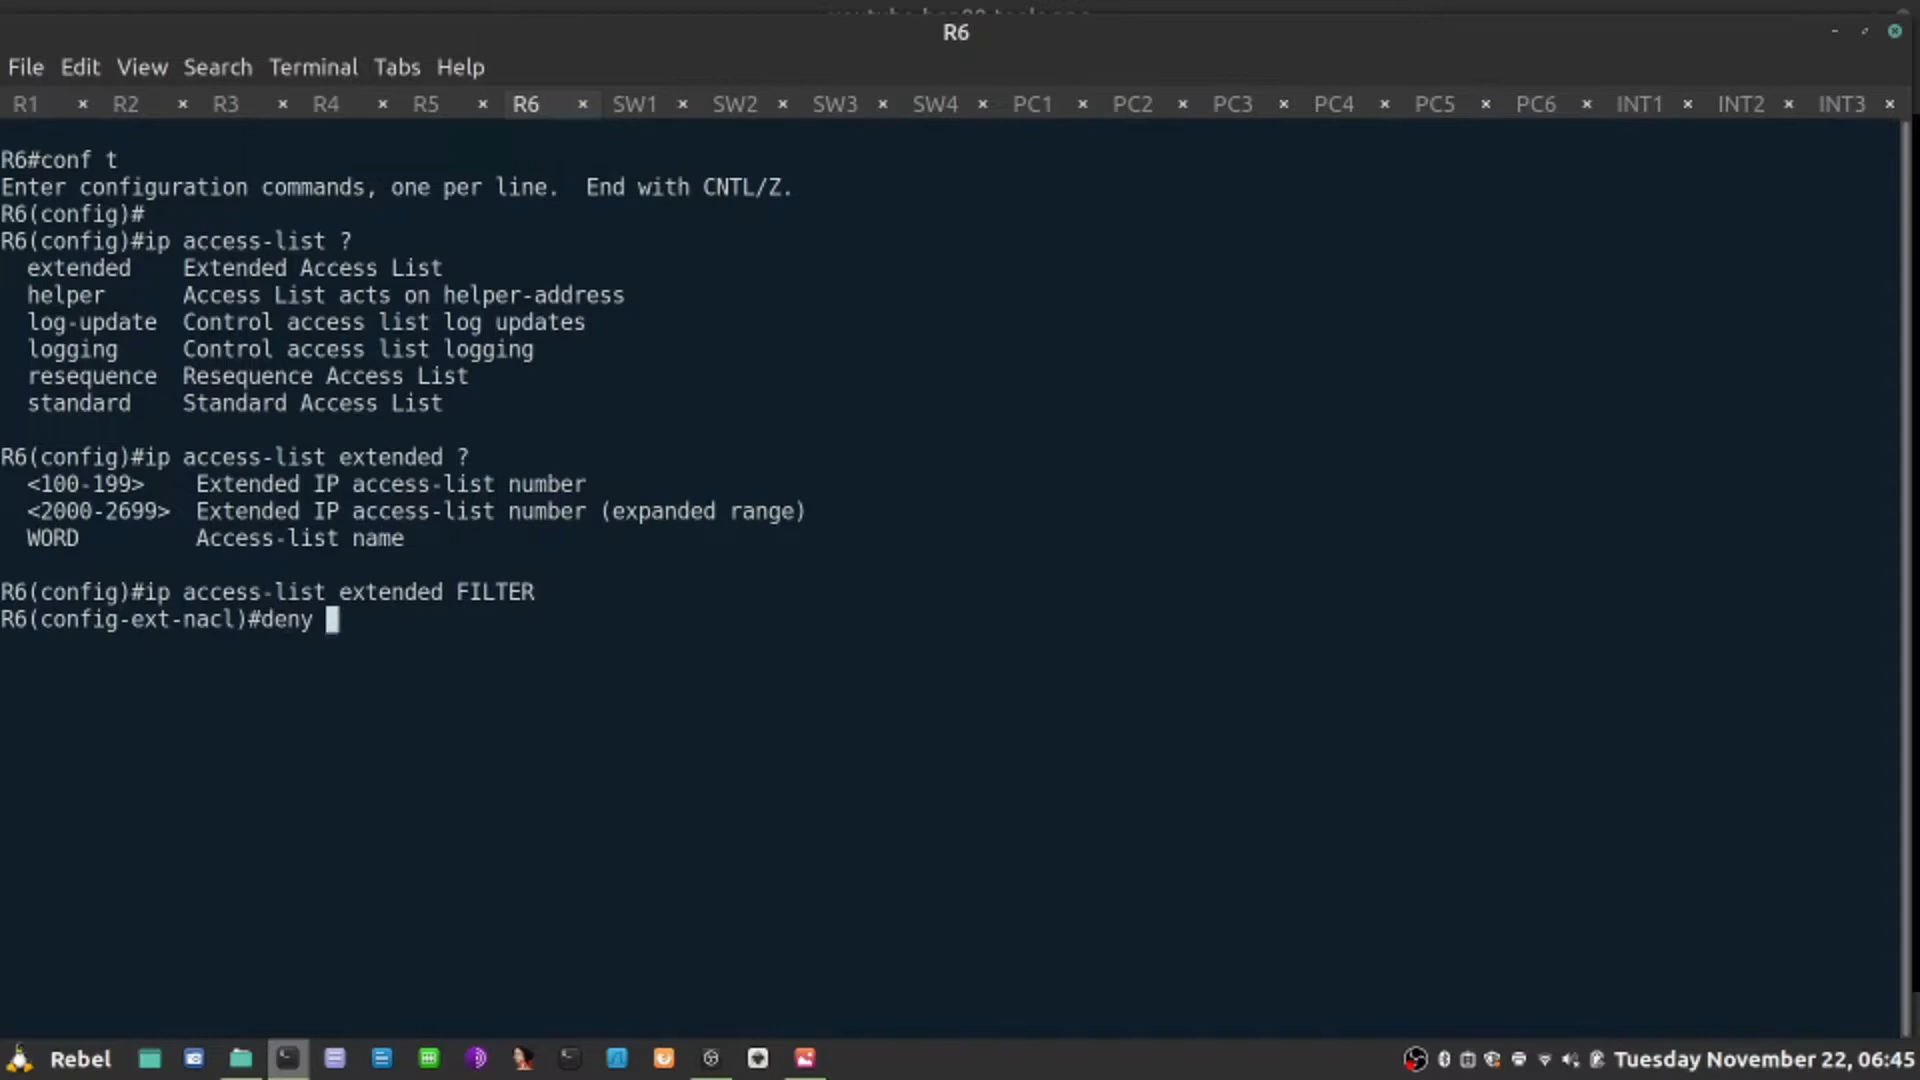 R6
File Edit View Search Terminal Tabs Help
R1 × R2 × R3 × R4 × R5 × R6 × SW1 × SW2 × SW3 × SW4 × PC1 × PC2 × PC3 × PC4 × PC5 × PC6 × INT1 × INT2 × INT3 ×
R6#conf t
Enter configuration commands, one per line.  End with CNTL/Z.
R6(config)#
R6(config)#ip access-list ?
  extended    Extended Access List
  helper      Access List acts on helper-address
  log-update  Control access list log updates
  logging     Control access list logging
  resequence  Resequence Access List
  standard    Standard Access List
R6(config)#ip access-list extended ?
  <100-199>    Extended IP access-list number
  <2000-2699>  Extended IP access-list number (expanded range)
  WORD         Access-list name
R6(config)#ip access-list extended FILTER
R6(config-ext-nacl)#deny
Rebel
Tuesday November 22, 06:45